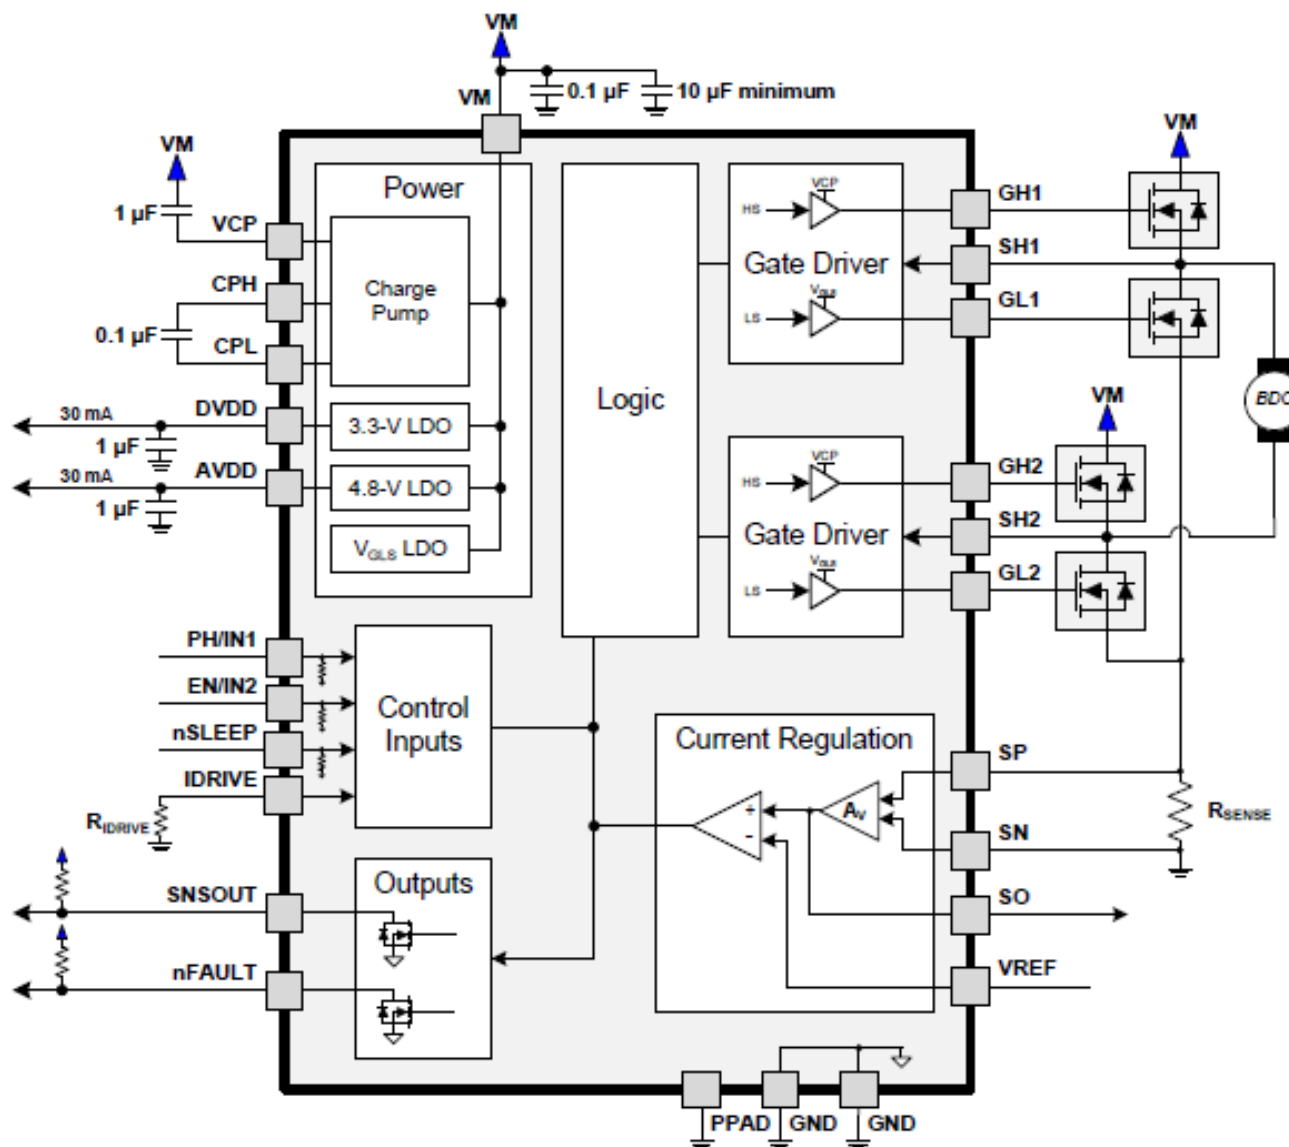 VM
VM
0.1 µF
10 µF minimum
VM
1 µF
VCP
CPH
0.1 µF
CPL
30 mA
DVDD
1 µF
30 mA
AVDD
1 µF
Power
Charge
Pump
3.3-V LDO
4.8-V LDO
VGLS LDO
Logic
VCP
HS
Gate Driver
VGLS
LS
VCP
HS
Gate Driver
VGLS
LS
GH1
SH1
GL1
VM
BDC
VM
GH2
SH2
GL2
PH/IN1
EN/IN2
nSLEEP
IDRIVE
RIDRIVE
Control
Inputs
SNSOUT
nFAULT
Outputs
Current Regulation
+
-
AV
SP
SN
RSENSE
SO
VREF
PPAD
GND
GND